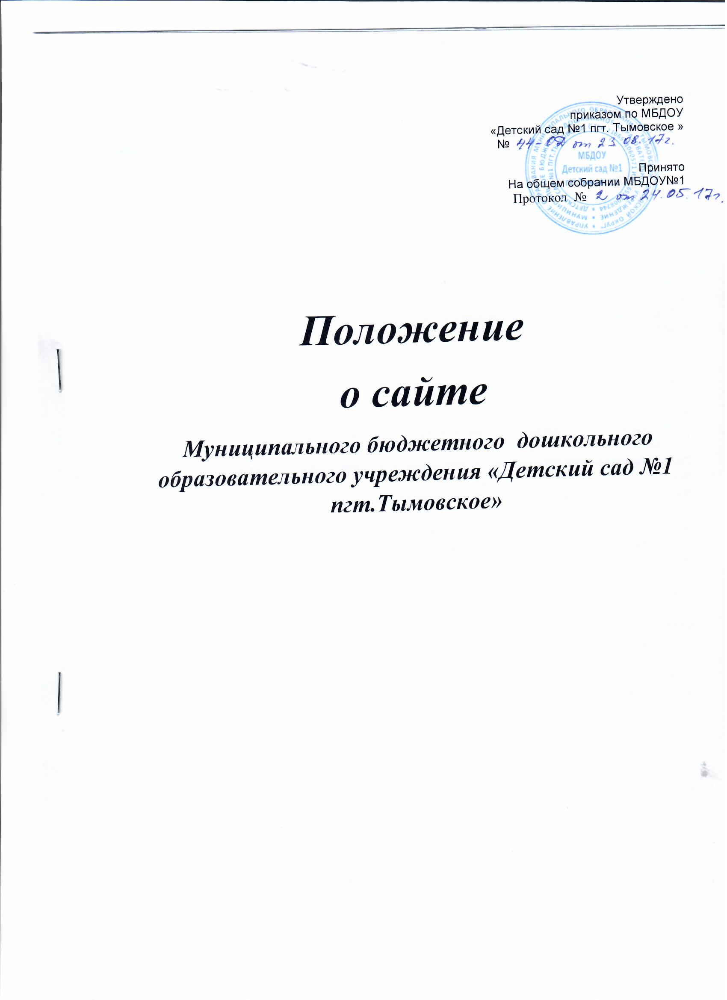 Утверждено
приказом по МБДОУ
«Детский сад №1 пгт. Тымовское »
№ 44-02 от 23 08. 17г.
МБДОУ
Детский сад №1
Принято
На общем собрании МБДОУ№1
Протокол № 2 от 24.05.17г.
Положение
о сайте
Муниципального бюджетного дошкольного
образовательного учреждения «Детский сад №1
пгт.Тымовское»